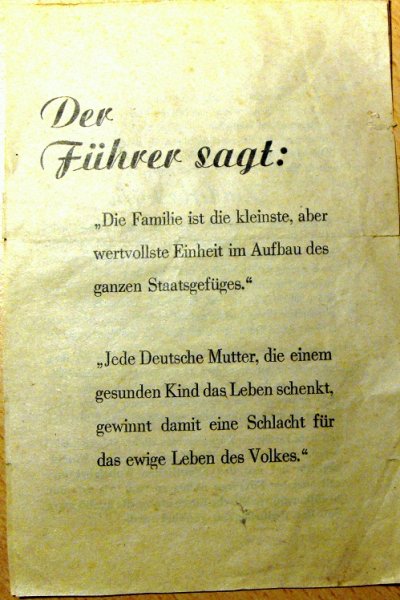 Der
Führer sagt:
„Die Familie ist die kleinste, aber
wertvollste Einheit im Aufbau des
ganzen Staatsgefüges.“
„Jede Deutsche Mutter, die einem
gesunden Kind das Leben schenkt,
gewinnt damit eine Schlacht für
das ewige Leben des Volkes.“